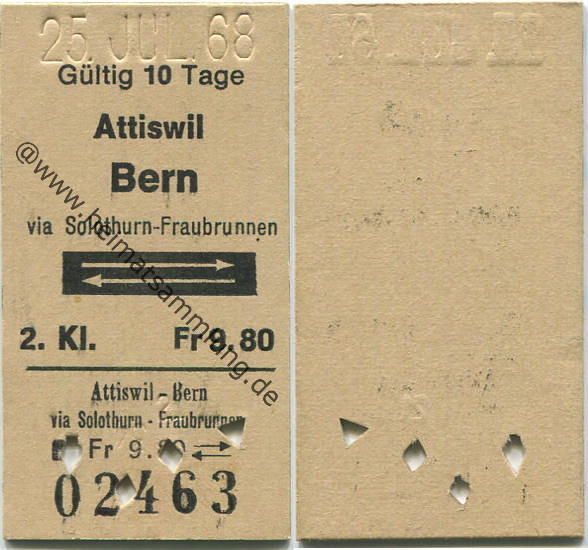 25. JUL. 68
Gültig 10 Tage
Attiswil
Bern
via Solothurn-Fraubrunnen
2. Kl. Fr 9.80
Attiswil - Bern
via Solothurn - Fraubrunnen
Fr 9.80
02463
@www.heimatsammlung.de